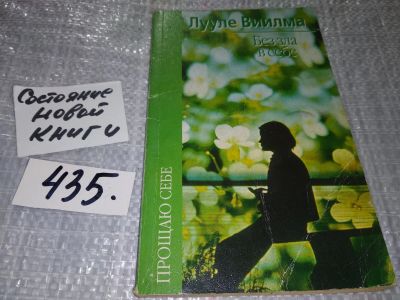 Лууле Виилма
Без зла
в себе
ПРОЩАЮ СЕБЕ
Состояние
новой
книги
435.